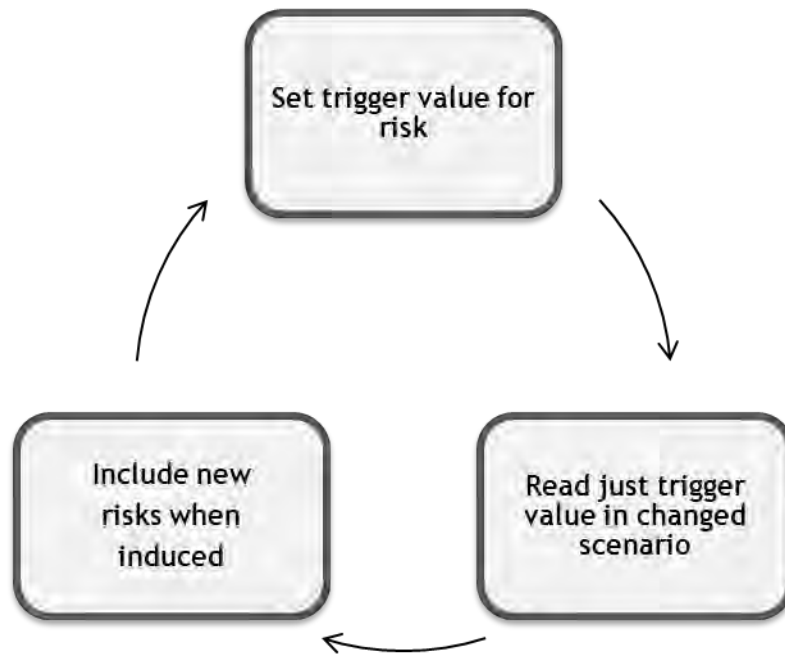 Set trigger value for
risk
Include new
risks when
induced
Read just trigger
value in changed
scenario